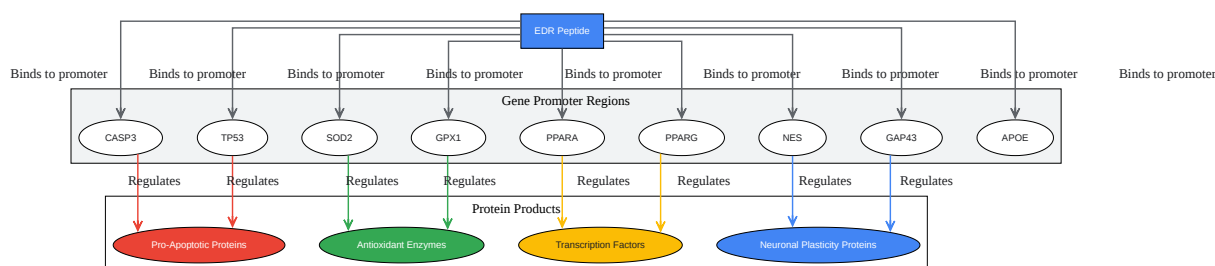 EDR Peptide
Binds to promoter Binds to promoter Binds to promoter Binds to promoter Binds to promoter Binds to promoter Binds to promoter Binds to promoter Binds to promoter
Gene Promoter Regions
CASP3 TP53 SOD2 GPX1 PPARA PPARG NES GAP43 APOE
Regulates Regulates Regulates Regulates Regulates Regulates Regulates Regulates
Protein Products
Pro-Apoptotic Proteins Antioxidant Enzymes Transcription Factors Neuronal Plasticity Proteins